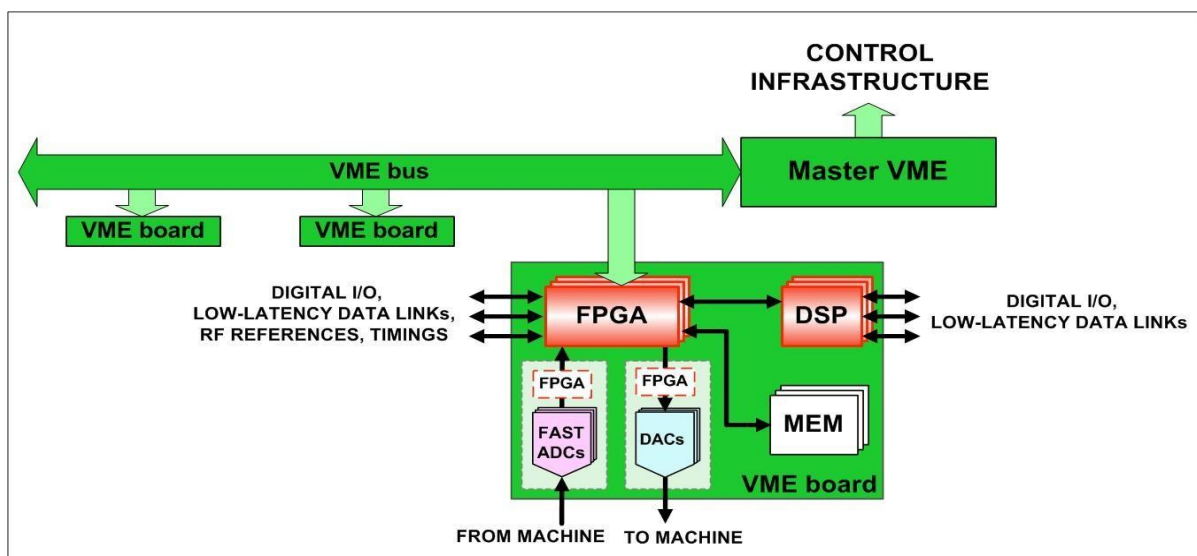 CONTROL
INFRASTRUCTURE
VME bus
Master VME
VME board
VME board
DIGITAL I/O,
LOW-LATENCY DATA LINKs,
RF REFERENCES, TIMINGS
FPGA
DSP
DIGITAL I/O,
LOW-LATENCY DATA LINKs
FPGA
FPGA
FAST
ADCs
DACs
MEM
VME board
FROM MACHINE
TO MACHINE